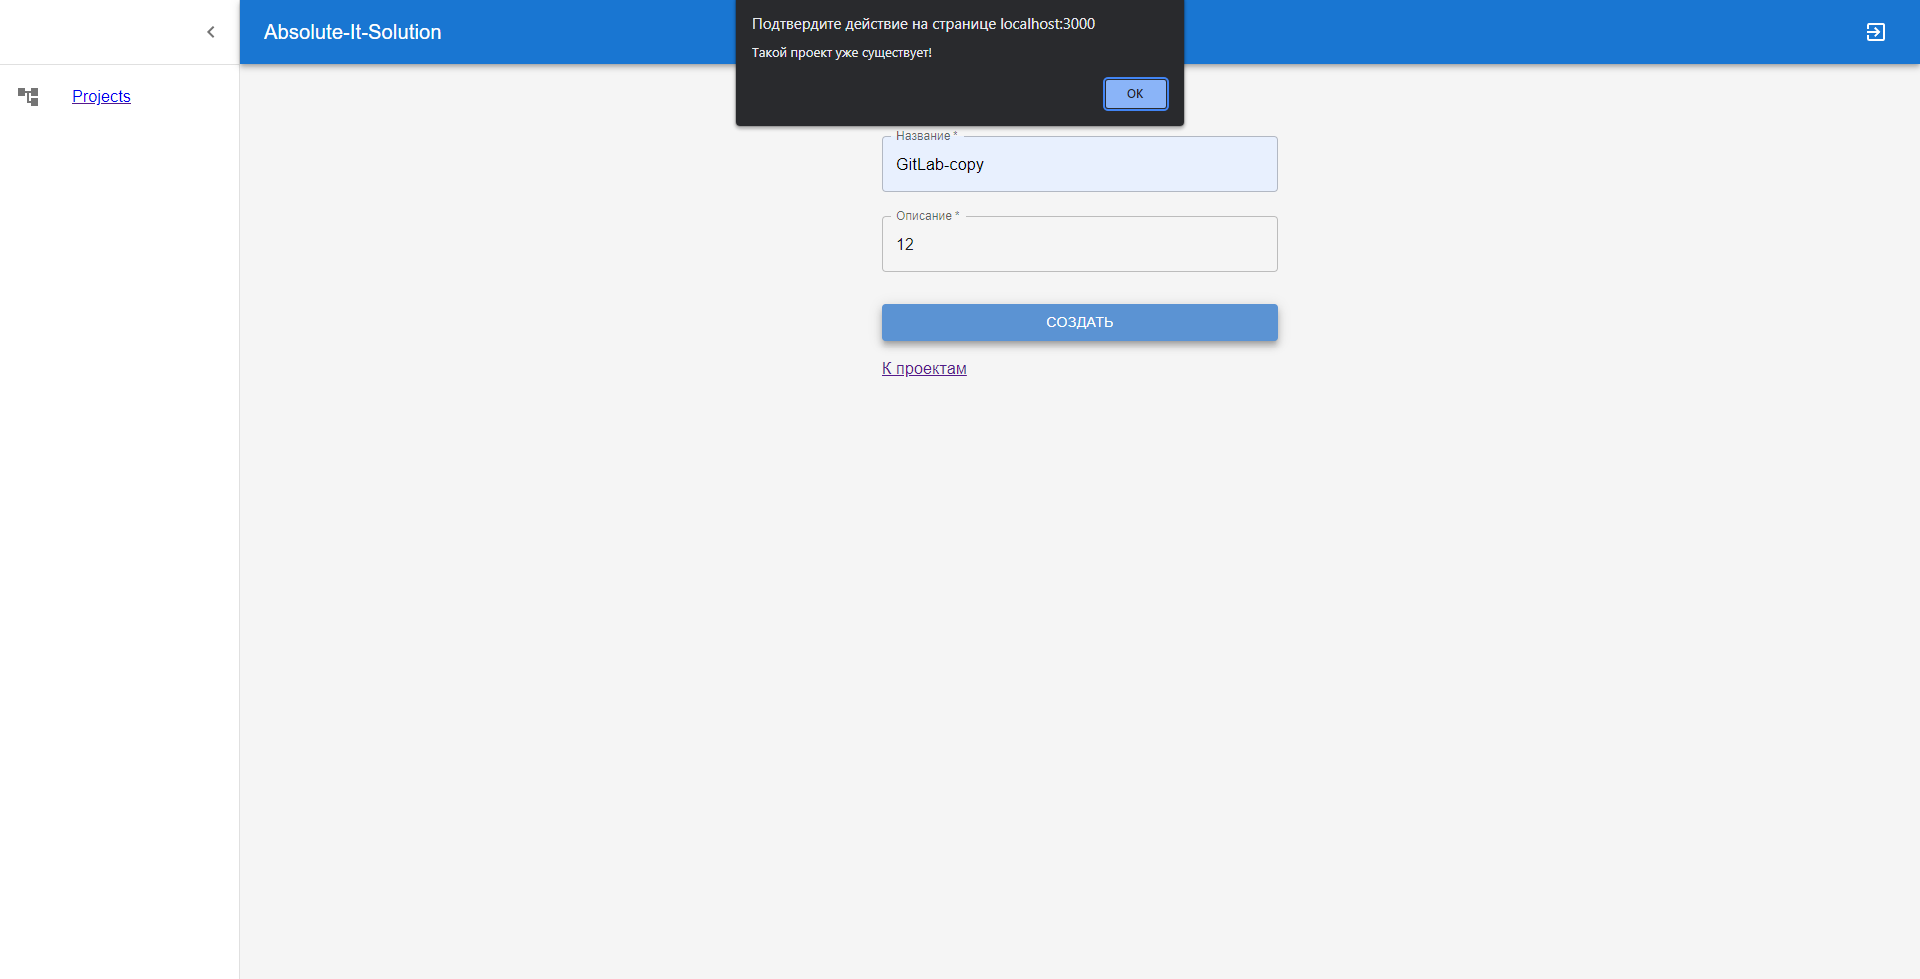 Absolute-It-Solution
Projects
Подтвердите действие на странице localhost:3000
Такой проект уже существует!
ОК
Название *
GitLab-copy
Описание *
12
СОЗДАТЬ
К проектам